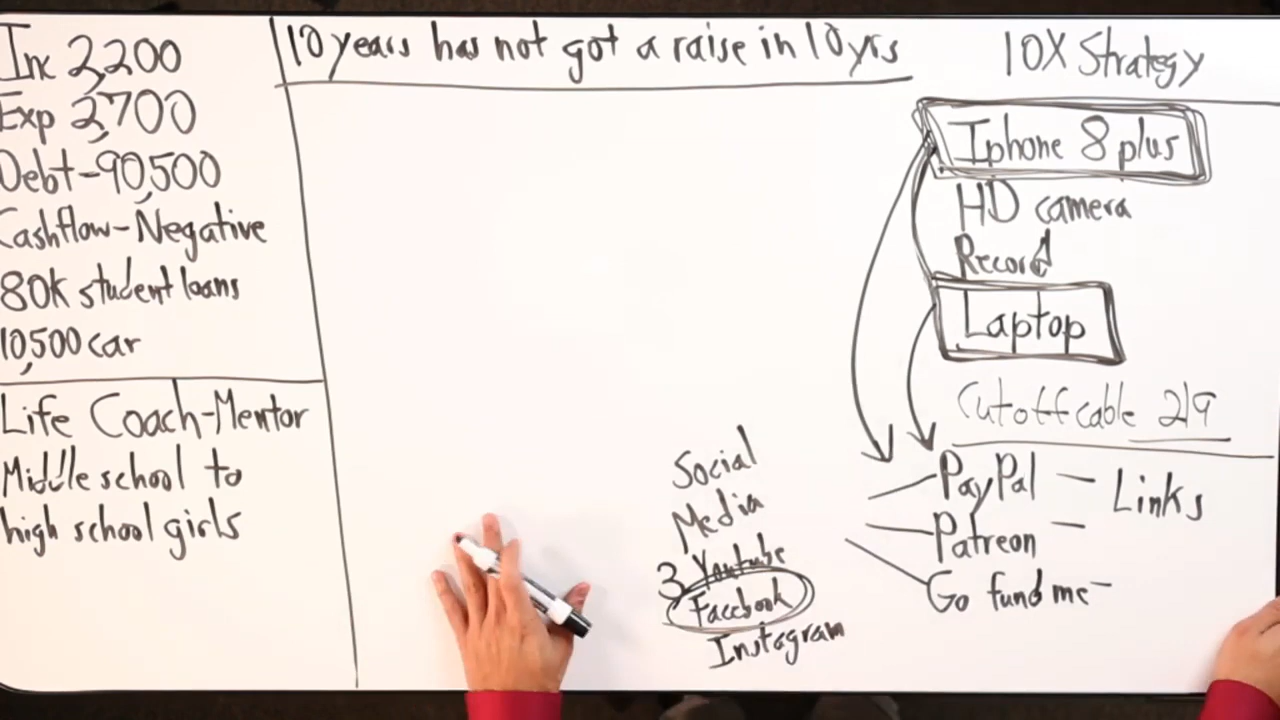 Inc 2,200
Exp 2,700
Debt-90,500
Cashflow-Negative
80k student loans
10,500 car
Life Coach-Mentor
Middle school to
high school girls
10 years has not got a raise in 10 yrs
10X Strategy
Iphone 8 plus
HD camera
Record
Laptop
Cut off cable 219
Social
Media
3 Youtube
Facebook
Instagram
PayPal — Links
Patreon —
Go fund me —